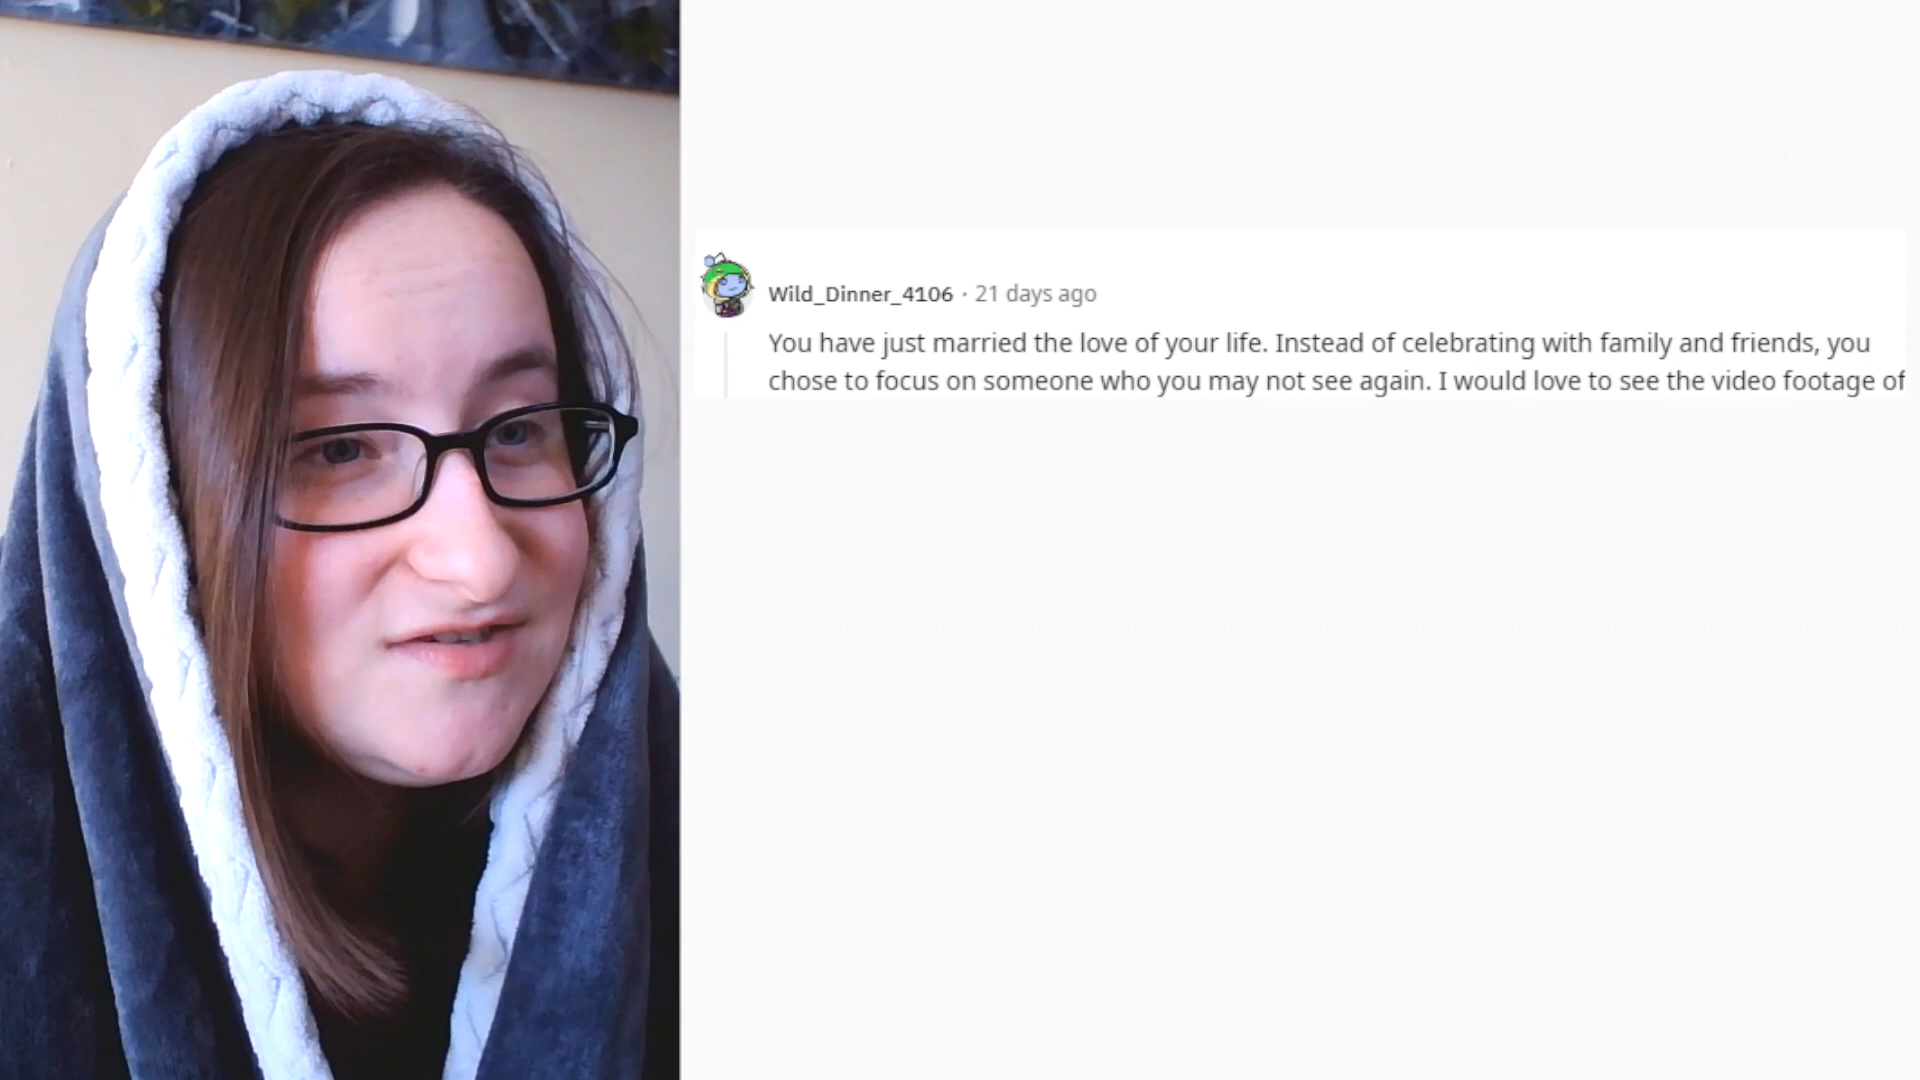 Wild_Dinner_4106 · 21 days ago
You have just married the love of your life. Instead of celebrating with family and friends, you
chose to focus on someone who you may not see again. I would love to see the video footage of